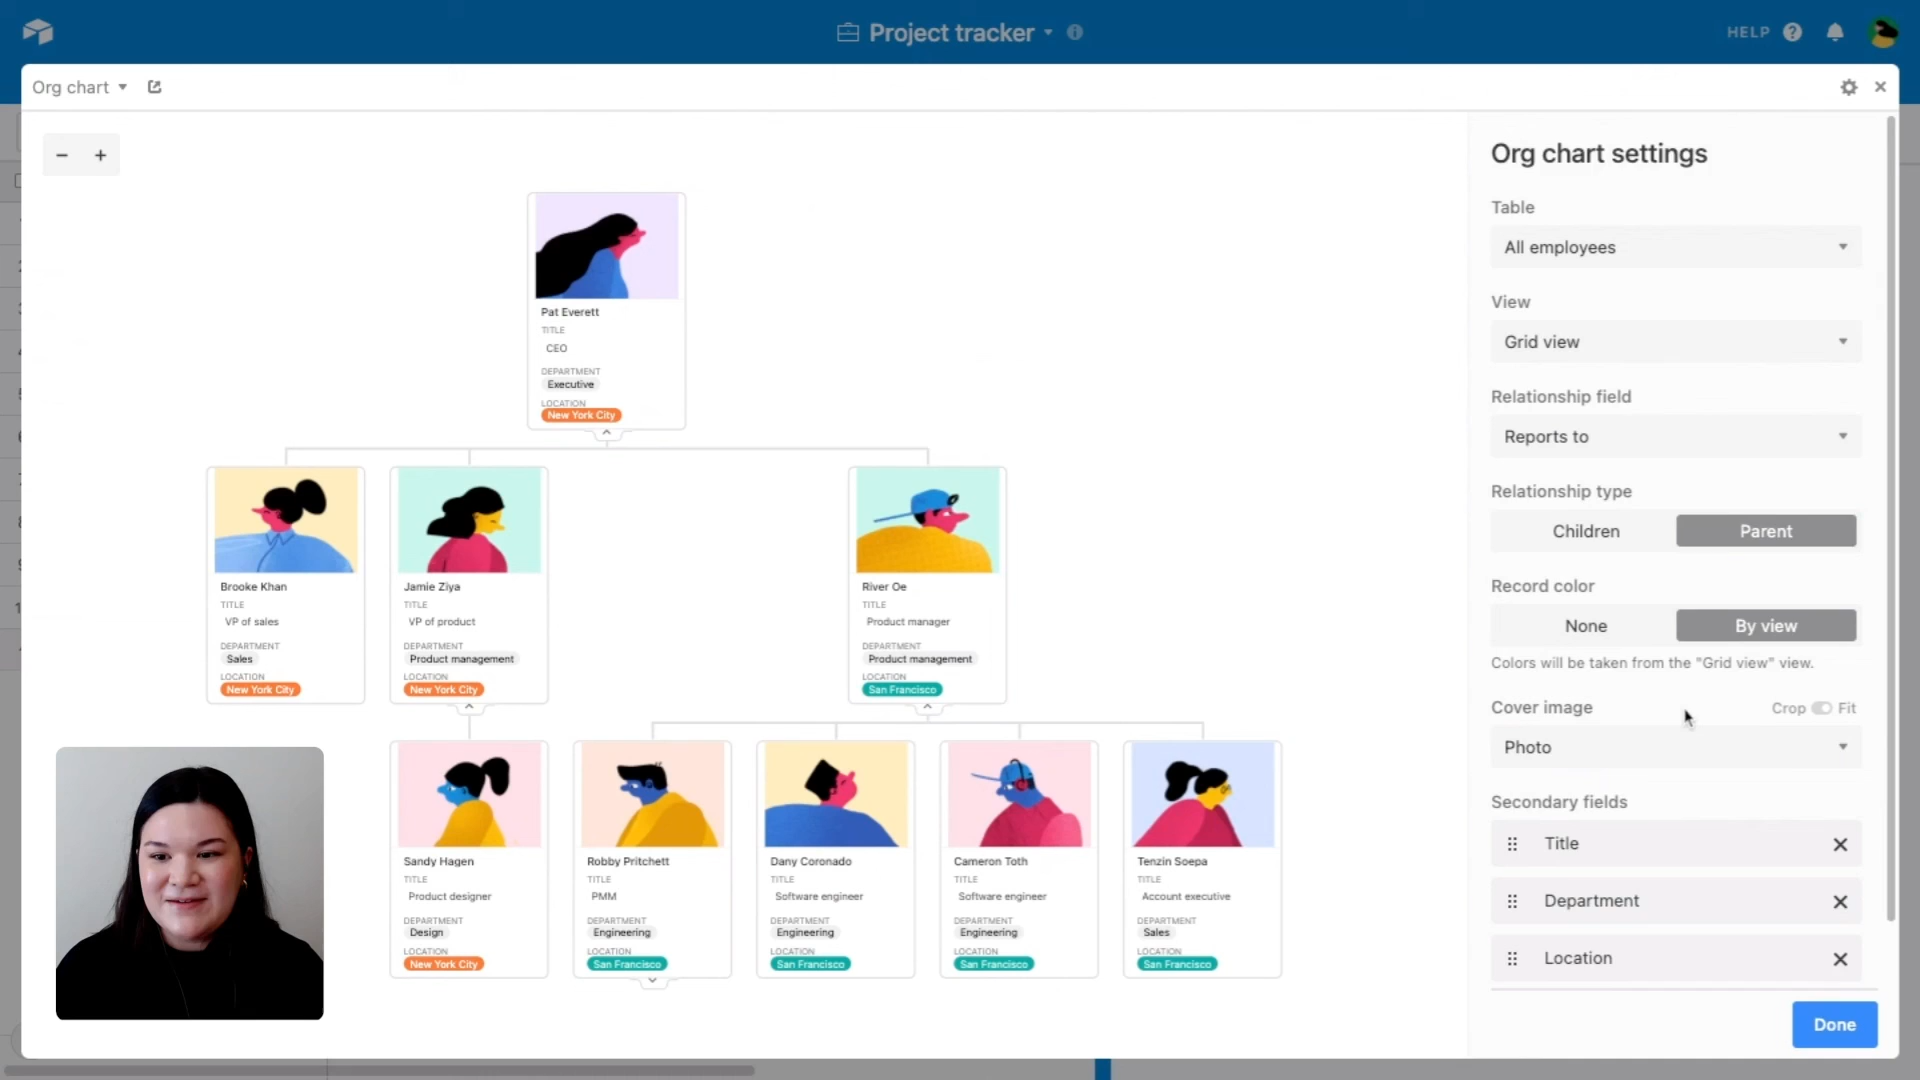 Project tracker
HELP
Org chart
Org chart settings
Table
All employees
View
Grid view
Relationship field
Reports to
Relationship type
Children Parent
Record color
None By view
Colors will be taken from the "Grid view" view.
Cover image Crop Fit
Photo
Secondary fields
Title
Department
Location
Done
Pat Everett
TITLE
CEO
DEPARTMENT
Executive
LOCATION
New York City
Brooke Khan
TITLE
VP of sales
DEPARTMENT
Sales
LOCATION
New York City
Jamie Ziya
TITLE
VP of product
DEPARTMENT
Product management
LOCATION
New York City
River Oe
TITLE
Product manager
DEPARTMENT
Product management
LOCATION
San Francisco
Sandy Hagen
TITLE
Product designer
DEPARTMENT
Design
LOCATION
New York City
Robby Pritchett
TITLE
PMM
DEPARTMENT
Engineering
LOCATION
San Francisco
Dany Coronado
TITLE
Software engineer
DEPARTMENT
Engineering
LOCATION
San Francisco
Cameron Toth
TITLE
Software engineer
DEPARTMENT
Engineering
LOCATION
San Francisco
Tenzin Soepa
TITLE
Account executive
DEPARTMENT
Sales
LOCATION
San Francisco